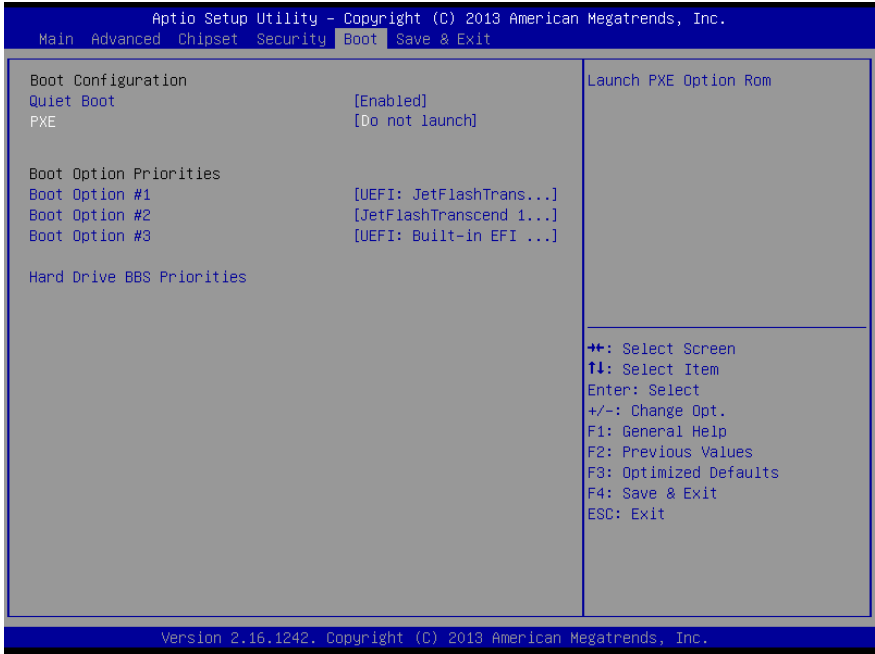 Aptio Setup Utility – Copyright (C) 2013 American Megatrends, Inc.
Main Advanced Chipset Security Boot Save & Exit
Boot Configuration
Quiet Boot [Enabled]
PXE [Do not launch]
Boot Option Priorities
Boot Option #1 [UEFI: JetFlashTrans...]
Boot Option #2 [JetFlashTranscend 1...]
Boot Option #3 [UEFI: Built-in EFI ...]
Hard Drive BBS Priorities
Launch PXE Option Rom
→←: Select Screen
↑↓: Select Item
Enter: Select
+/-: Change Opt.
F1: General Help
F2: Previous Values
F3: Optimized Defaults
F4: Save & Exit
ESC: Exit
Version 2.16.1242. Copyright (C) 2013 American Megatrends, Inc.